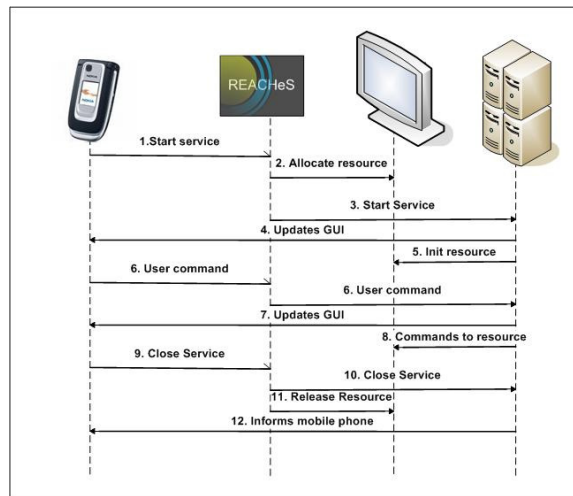 REACHeS
1.Start service
2. Allocate resource
3. Start Service
4. Updates GUI
5. Init resource
6. User command
6. User command
7. Updates GUI
8. Commands to resource
9. Close Service
10. Close Service
11. Release Resource
12. Informs mobile phone